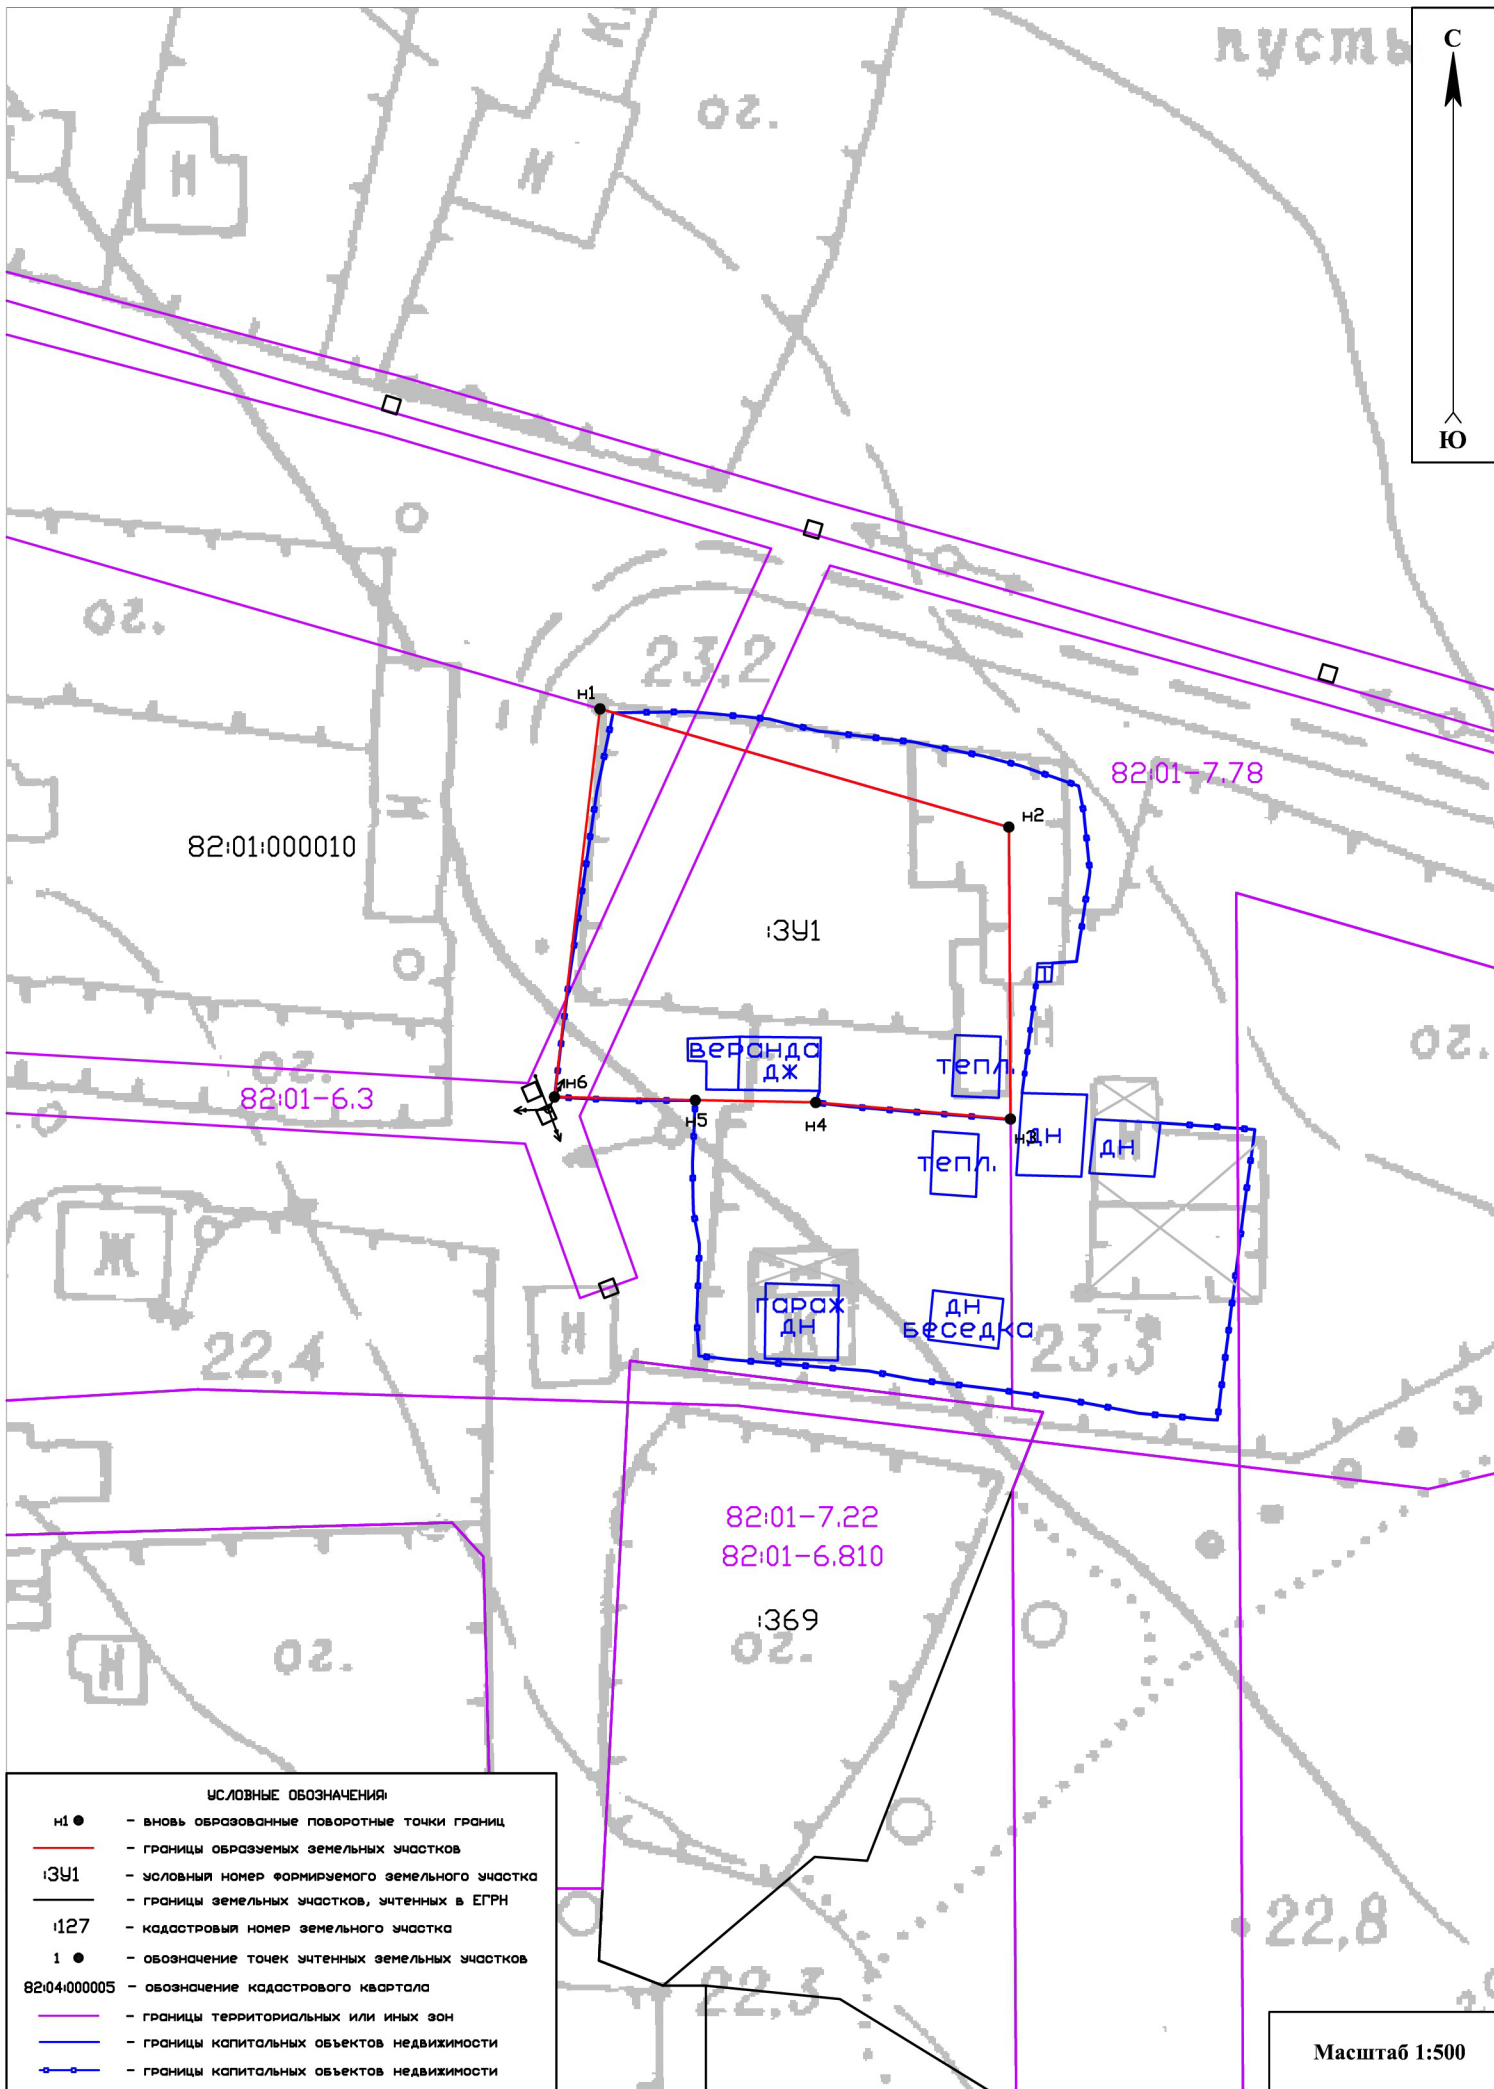 пусть
С
Ю
ог.
К
Н
Н
ог.
23,2
н1
82:01-7.78
н2
82:01:000010
Н
:ЗУ1
П
Н
ог.
веранда
дж
тепл.
ог.
82:01-6.3
н6
н5
н4
н3
дн
дн
Н
тепл.
Ж
гараж
дн
Ж
дн
беседка
22,4
Н
23,3
82:01-7.22
82:01-6.810
:369
ог.
ог.
Н
22,8
22,3
УСЛОВНЫЕ ОБОЗНАЧЕНИЯ:
н1 - вновь образованные поворотные точки границ
- границы образуемых земельных участков
:ЗУ1 - условный номер формируемого земельного участка
- границы земельных участков, учтенных в ЕГРН
:127 - кадастровый номер земельного участка
1 - обозначение точек учтенных земельных участков
82:04:000005 - обозначение кадастрового квартала
- границы территориальных или иных зон
- границы капитальных объектов недвижимости
- границы капитальных объектов недвижимости
Масштаб 1:500